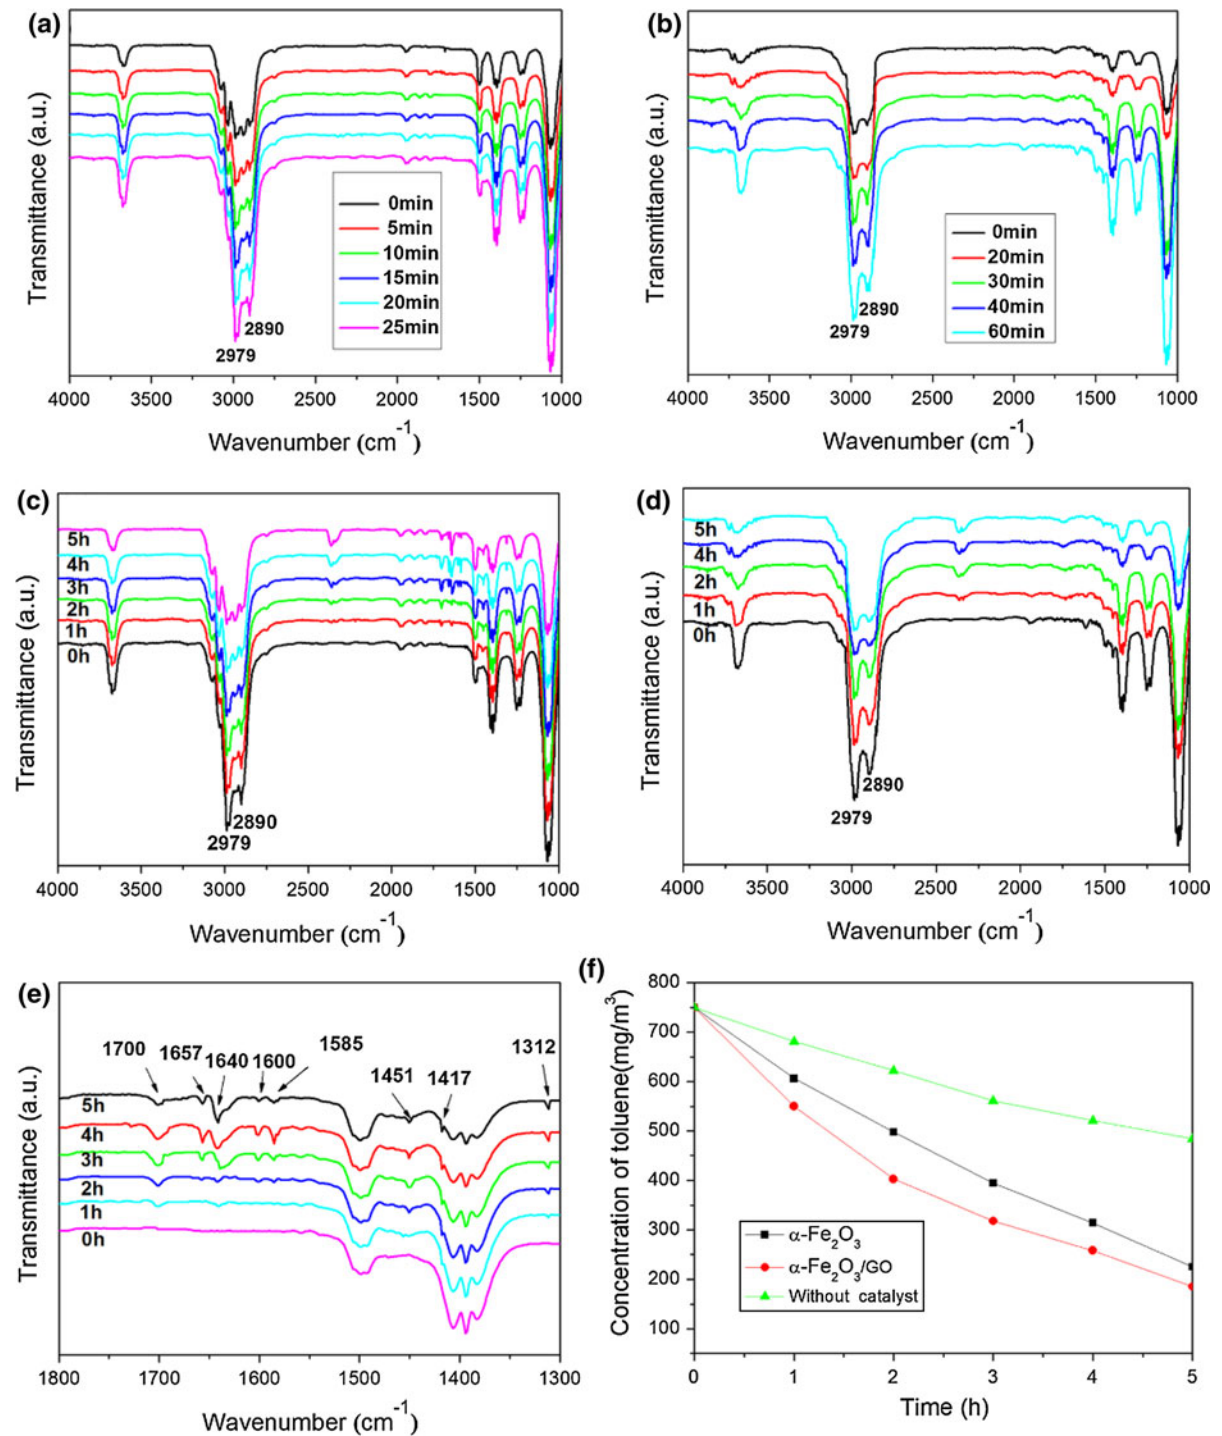 (a)
Transmittance (a.u.)
0min
5min
10min
15min
20min
25min
2890
2979
4000 3500 3000 2500 2000 1500 1000
Wavenumber (cm-1)
(b)
Transmittance (a.u.)
0min
20min
30min
40min
60min
2890
2979
4000 3500 3000 2500 2000 1500 1000
Wavenumber (cm-1)
(c)
Transmittance (a.u.)
5h
4h
3h
2h
1h
0h
2890
2979
4000 3500 3000 2500 2000 1500 1000
Wavenumber (cm-1)
(d)
Transmittance (a.u.)
5h
4h
2h
1h
0h
2890
2979
4000 3500 3000 2500 2000 1500 1000
Wavenumber (cm-1)
(e)
Transmittance (a.u.)
1700 1657 1640 1600 1585 1451 1417 1312
5h
4h
3h
2h
1h
0h
1800 1700 1600 1500 1400 1300
Wavenumber (cm-1)
(f)
Concentration of toluene(mg/m3)
800
700
600
500
400
300
200
100
α-Fe2O3
α-Fe2O3/GO
Without catalyst
0 1 2 3 4 5
Time (h)